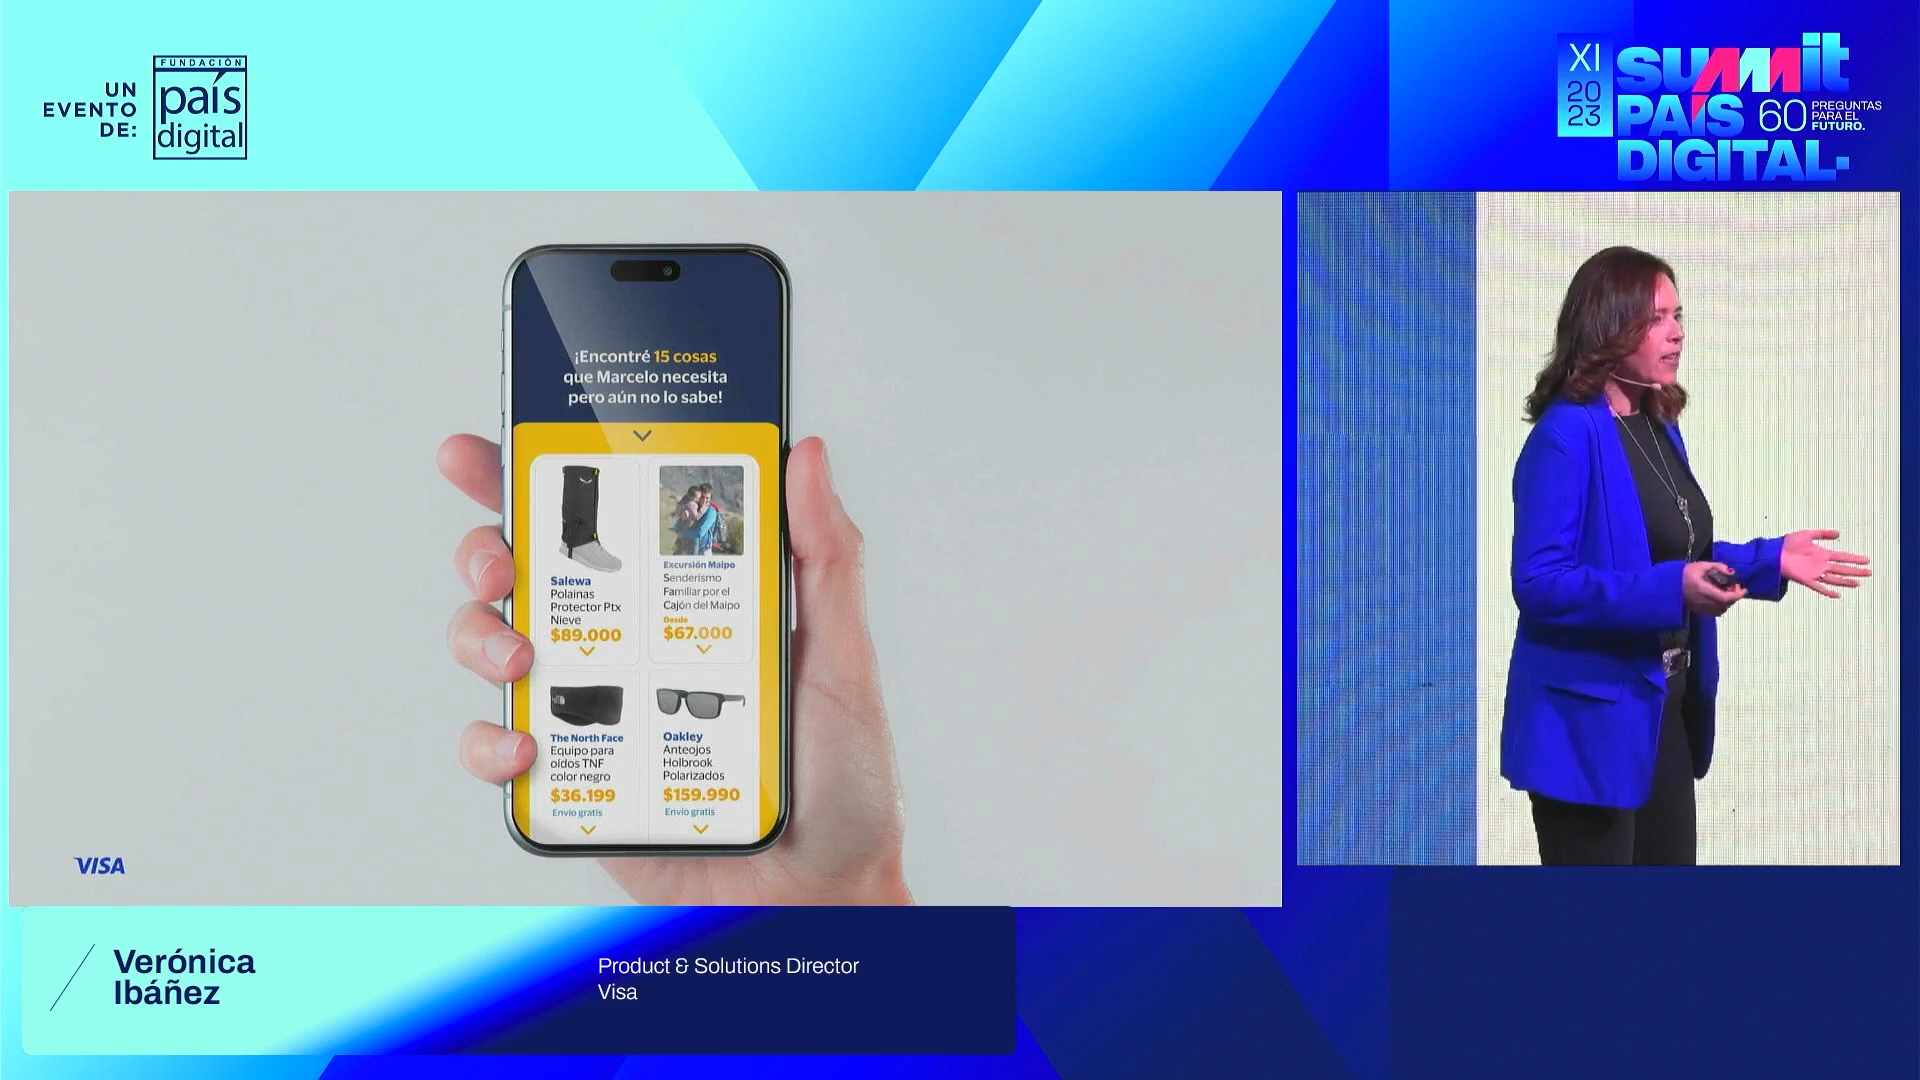 UN
EVENTO
DE:
FUNDACIÓN
país
digital
XI
20
23
SUMMIT
PAÍS
DIGITAL
60
PREGUNTAS
PARA EL
FUTURO.
¡Encontré 15 cosas
que Marcelo necesita
pero aún no lo sabe!
Salewa
Polainas
Protector Ptx
Nieve
$89.000
Excursión Maipo
Senderismo
Familiar por el
Cajón del Maipo
Desde
$67.000
The North Face
Equipo para
oídos TNF
color negro
$36.199
Envío gratis
Oakley
Anteojos
Holbrook
Polarizados
$159.990
Envío gratis
VISA
Verónica
Ibáñez
Product & Solutions Director
Visa